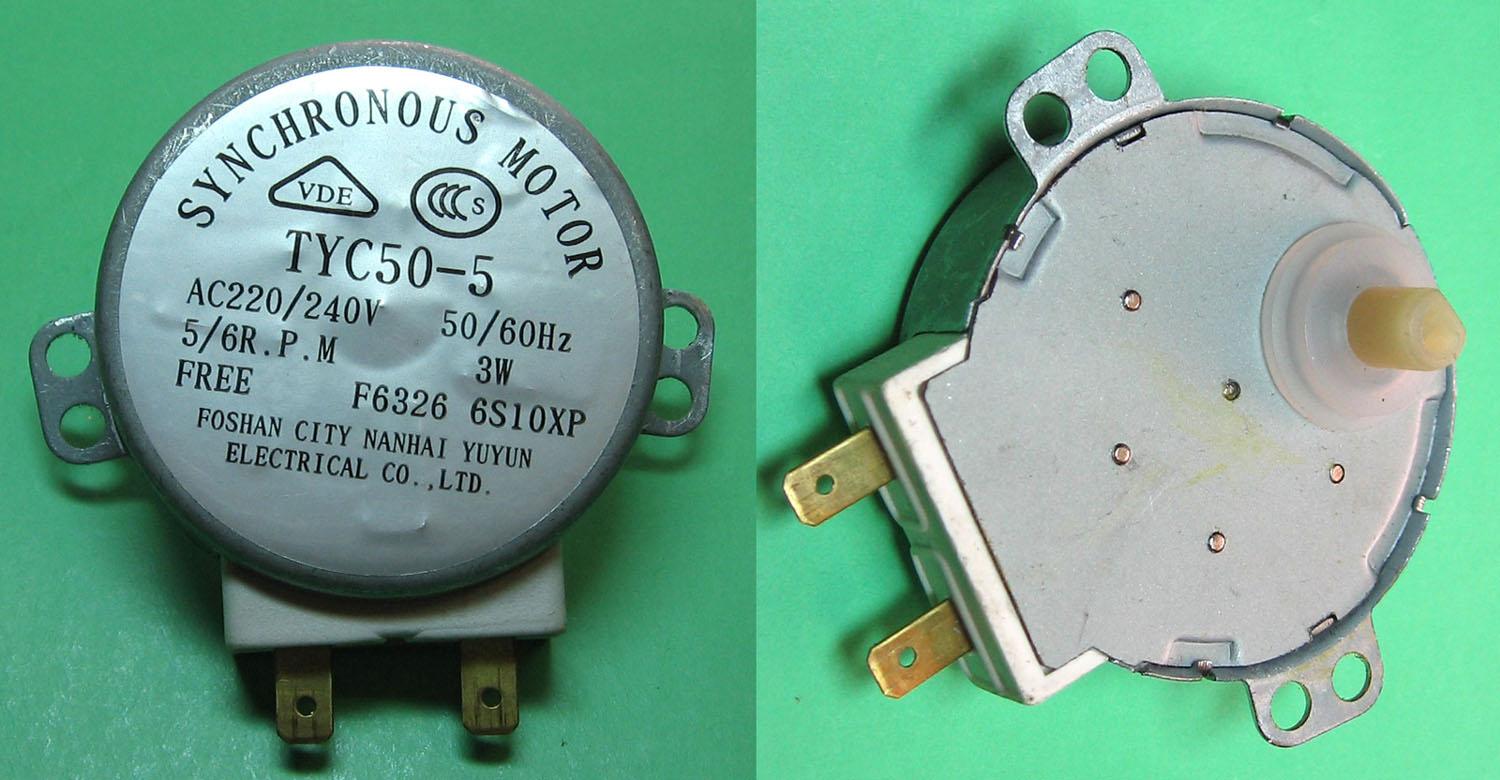 SYNCHRONOUS MOTOR
VDE
CCC S
TYC50-5
AC220/240V 50/60Hz
5/6R.P.M 3W
FREE F6326 6S10XP
FOSHAN CITY NANHAI YUYUN
ELECTRICAL CO.,LTD.